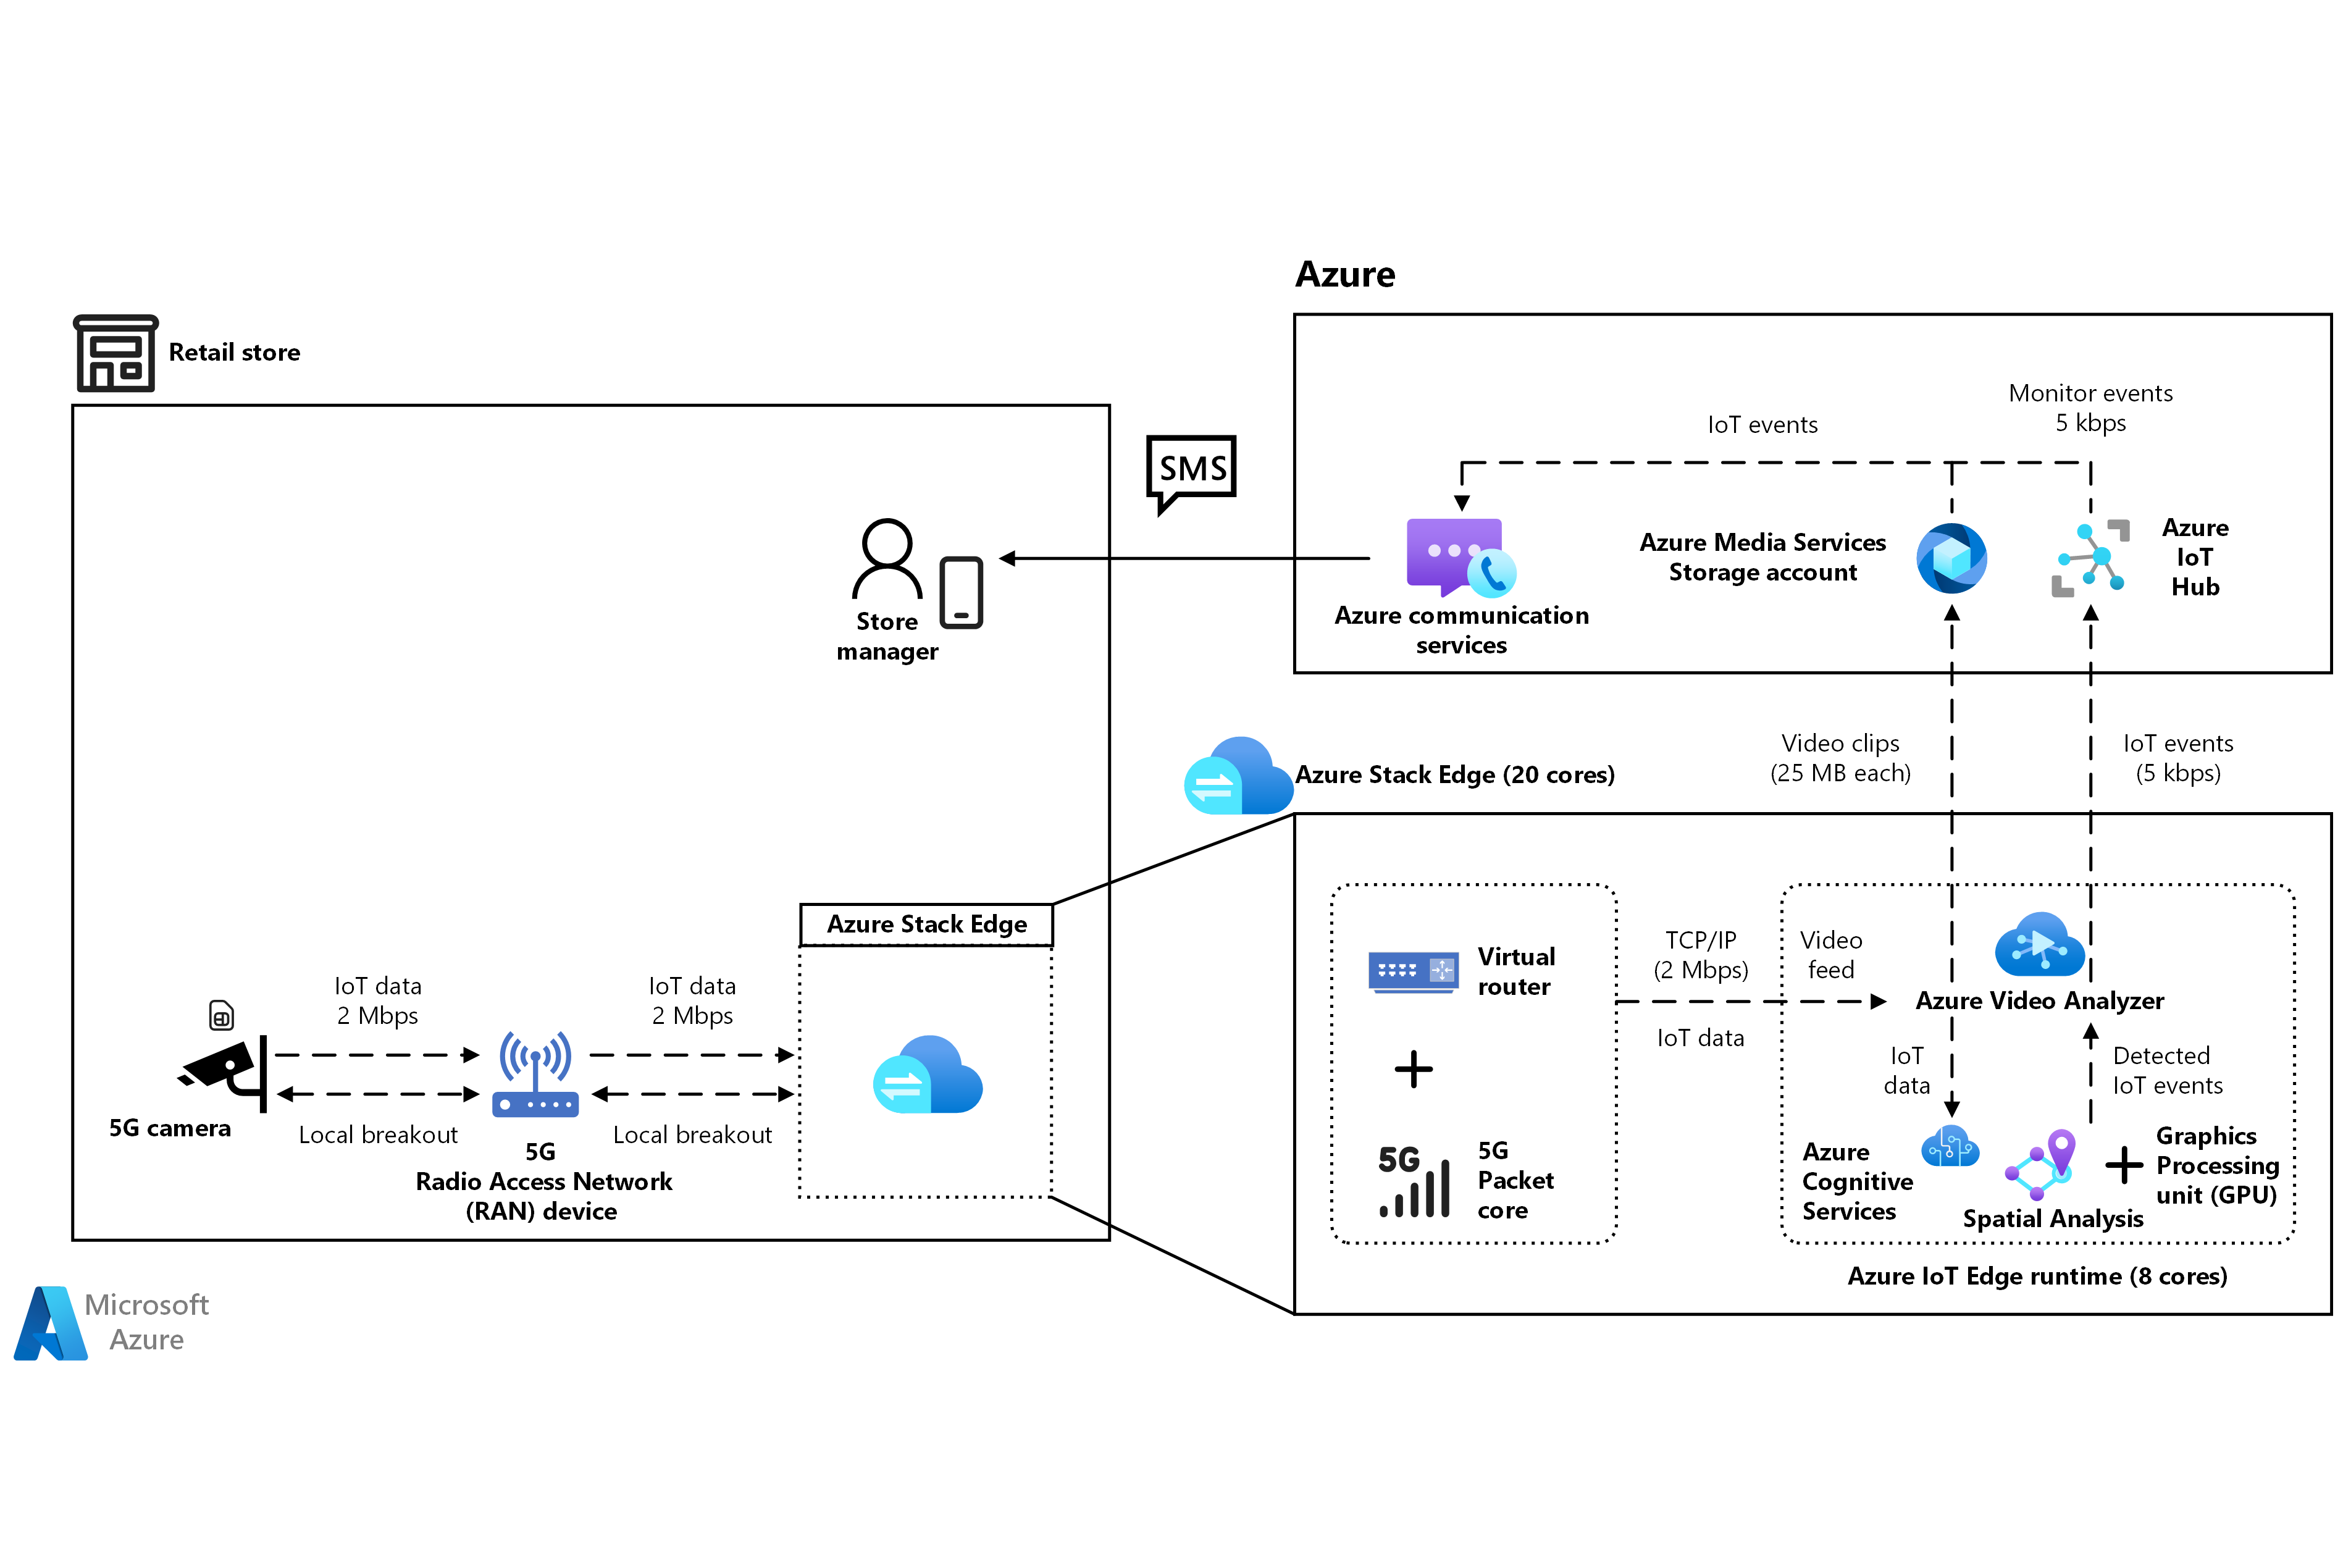 Azure
Retail store
Monitor events
5 kbps
IoT events
SMS
Azure
IoT
Hub
Azure Media Services
Storage account
Azure communication
services
Store
manager
Video clips
(25 MB each)
IoT events
(5 kbps)
Azure Stack Edge (20 cores)
Azure Stack Edge
Virtual
router
TCP/IP
(2 Mbps)
Video
feed
Azure Video Analyzer
IoT data
IoT data
2 Mbps
IoT data
2 Mbps
IoT
data
Detected
IoT events
5G camera
Local breakout
Local breakout
5G
Radio Access Network
(RAN) device
5G
5G
Packet
core
Azure
Cognitive
Services
Spatial Analysis
Graphics
Processing
unit (GPU)
Azure IoT Edge runtime (8 cores)
Microsoft
Azure